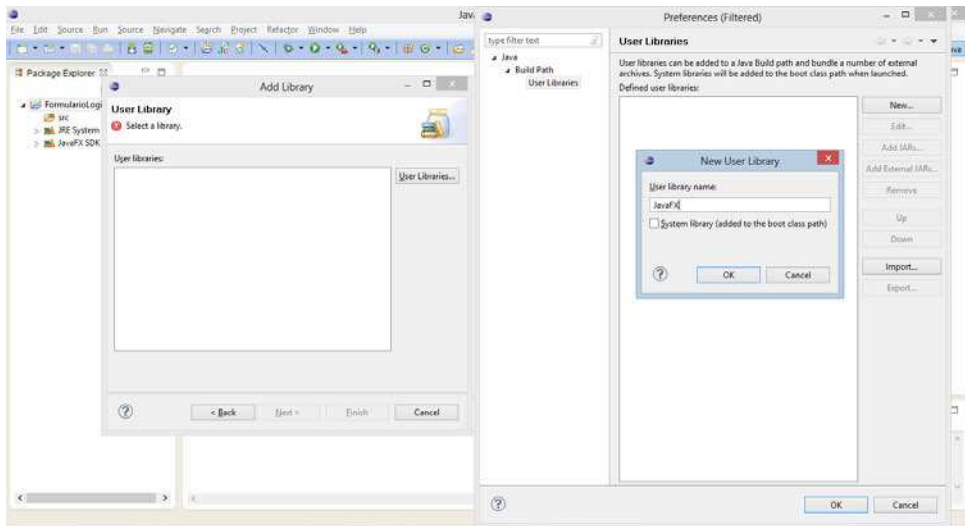 Java
File Edit Source Run Source Navigate Search Project Refactor Window Help
Package Explorer
FormularioLogi
src
JRE System
JavaFX SDK
Add Library
User Library
Select a library.
User libraries:
User Libraries...
< Back
Next >
Finish
Cancel
Preferences (Filtered)
type filter text
Java
Build Path
User Libraries
User Libraries
User libraries can be added to a Java Build path and bundle a number of external
archives. System libraries will be added to the boot class path when launched.
Defined user libraries:
New...
Edit...
Add JARs...
Add External JARs...
Remove
Up
Down
Import...
Export...
New User Library
User library name:
JavaFX
System library (added to the boot class path)
OK
Cancel
OK
Cancel